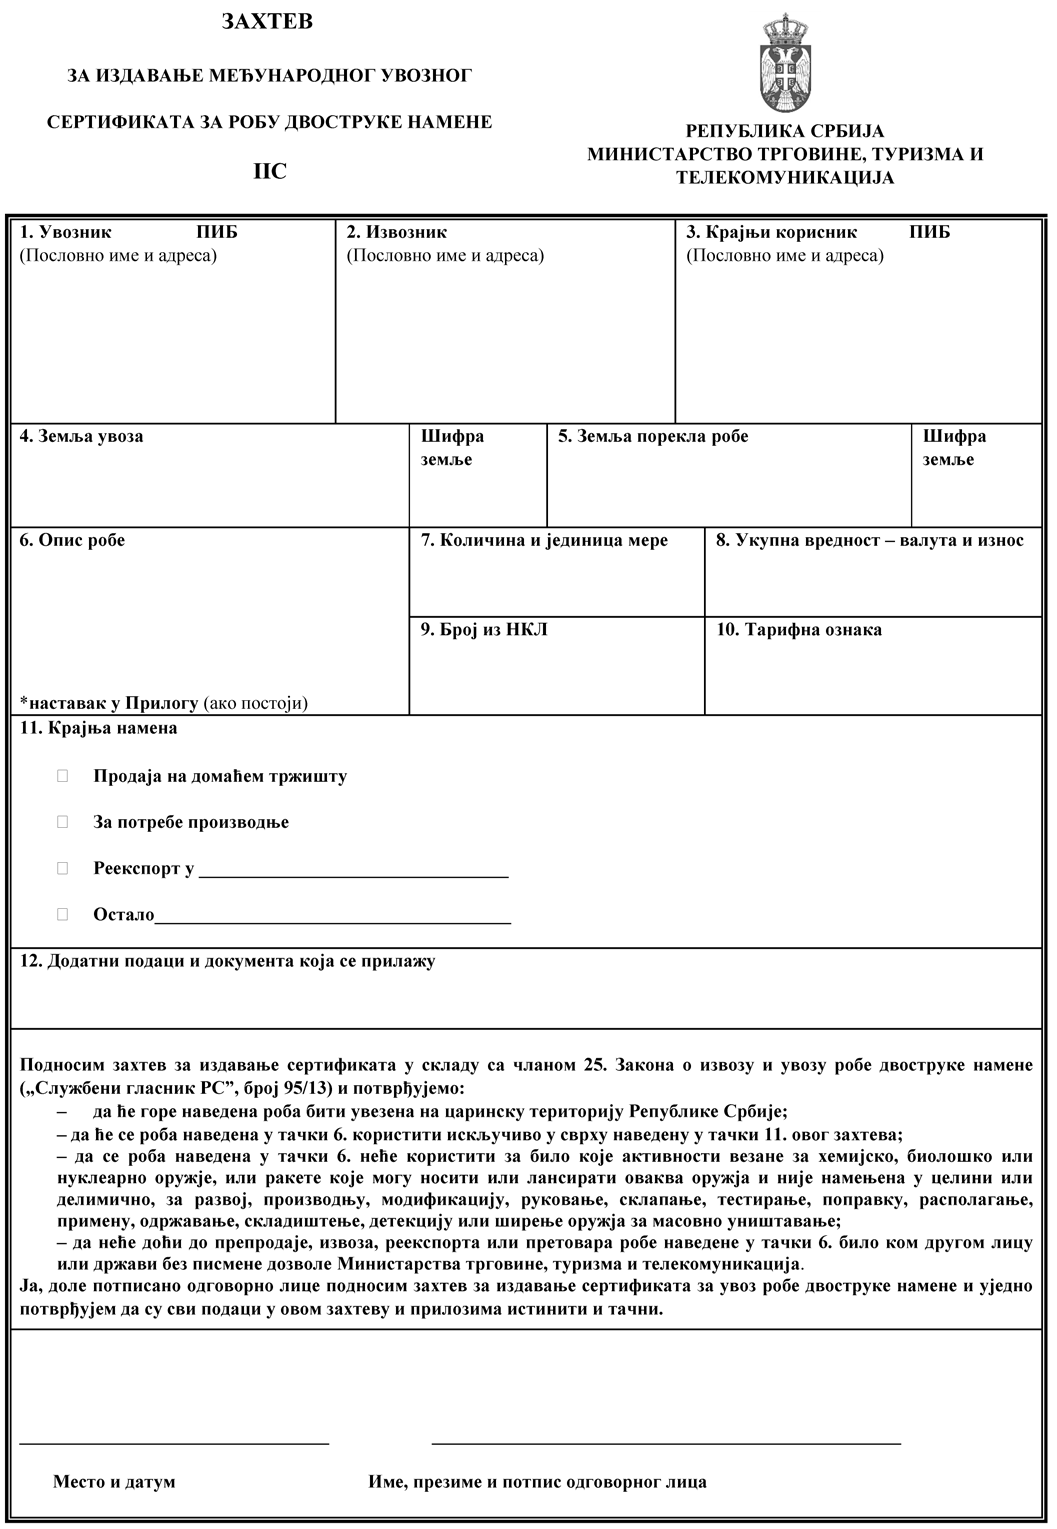 ЗАХТЕВ
ЗА ИЗДАВАЊЕ МЕЂУНАРОДНОГ УВОЗНОГ
СЕРТИФИКАТА ЗА РОБУ ДВОСТРУКЕ НАМЕНЕ
IIC
РЕПУБЛИКА СРБИЈА
МИНИСТАРСТВО ТРГОВИНЕ, ТУРИЗМА И
ТЕЛЕКОМУНИКАЦИЈА
1. Увозник ПИБ
(Пословно име и адреса)
2. Извозник
(Пословно име и адреса)
3. Крајњи корисник ПИБ
(Пословно име и адреса)
4. Земља увоза
Шифра
земље
5. Земља порекла робе
Шифра
земље
6. Опис робе
*наставак у Прилогу (ако постоји)
7. Количина и јединица мере
8. Укупна вредност – валута и износ
9. Број из НКЛ
10. Тарифна ознака
11. Крајња намена
□ Продаја на домаћем тржишту
□ За потребе производње
□ Реекспорт у ________________________________
□ Остало_____________________________________
12. Додатни подаци и документа која се прилажу
Подносим захтев за издавање сертификата у складу са чланом 25. Закона о извозу и увозу робе двоструке намене
(„Службени гласник РС”, број 95/13) и потврђујемо:
– да ће горе наведена роба бити увезена на царинску територију Републике Србије;
– да ће се роба наведена у тачки 6. користити искључиво у сврху наведену у тачки 11. овог захтева;
– да се роба наведена у тачки 6. неће користити за било које активности везане за хемијско, биолошко или
нуклеарно оружје, или ракете које могу носити или лансирати оваква оружја и није намењена у целини или
делимично, за развој, производњу, модификацију, руковање, склапање, тестирање, поправку, располагање,
примену, одржавање, складиштење, детекцију или ширење оружја за масовно уништавање;
– да неће доћи до препродаје, извоза, реекспорта или претовара робе наведене у тачки 6. било ком другом лицу
или држави без писмене дозволе Министарства трговине, туризма и телекомуникација.
Ја, доле потписано одговорно лице подносим захтев за издавање сертификата за увоз робе двоструке намене и уједно
потврђујем да су сви подаци у овом захтеву и прилозима истинити и тачни.
Место и датум
Име, презиме и потпис одговорног лица